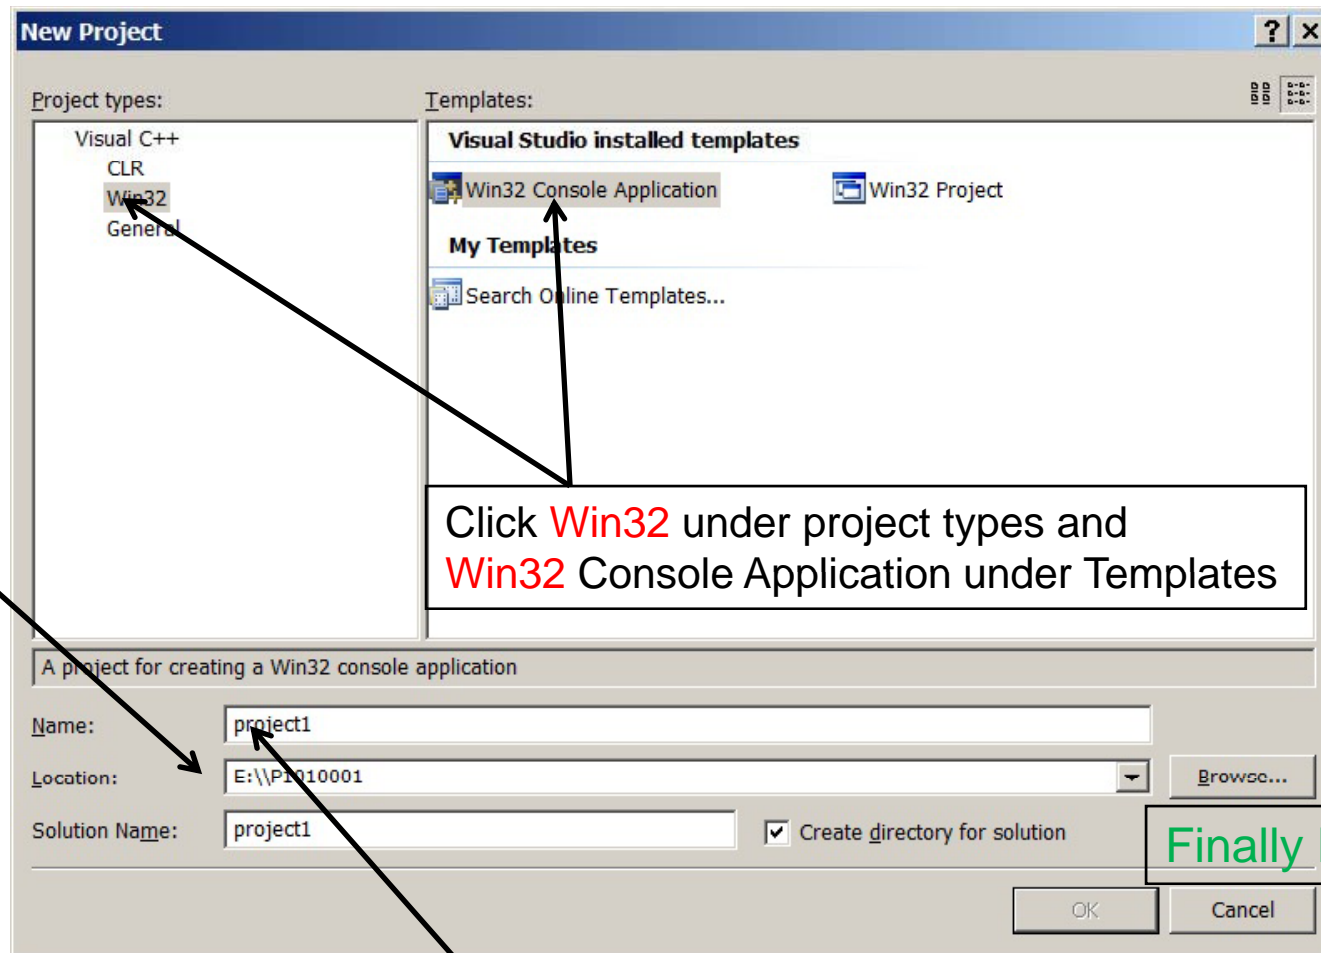 New Project
Project types:
Templates:
Visual C++
CLR
Win32
General
Visual Studio installed templates
Win32 Console Application
Win32 Project
My Templates
Search Online Templates...
Click Win32 under project types and
Win32 Console Application under Templates
A project for creating a Win32 console application
Name:
project1
Location:
E:\\P1010001
Browse...
Solution Name:
project1
Create directory for solution
Finally
OK
Cancel